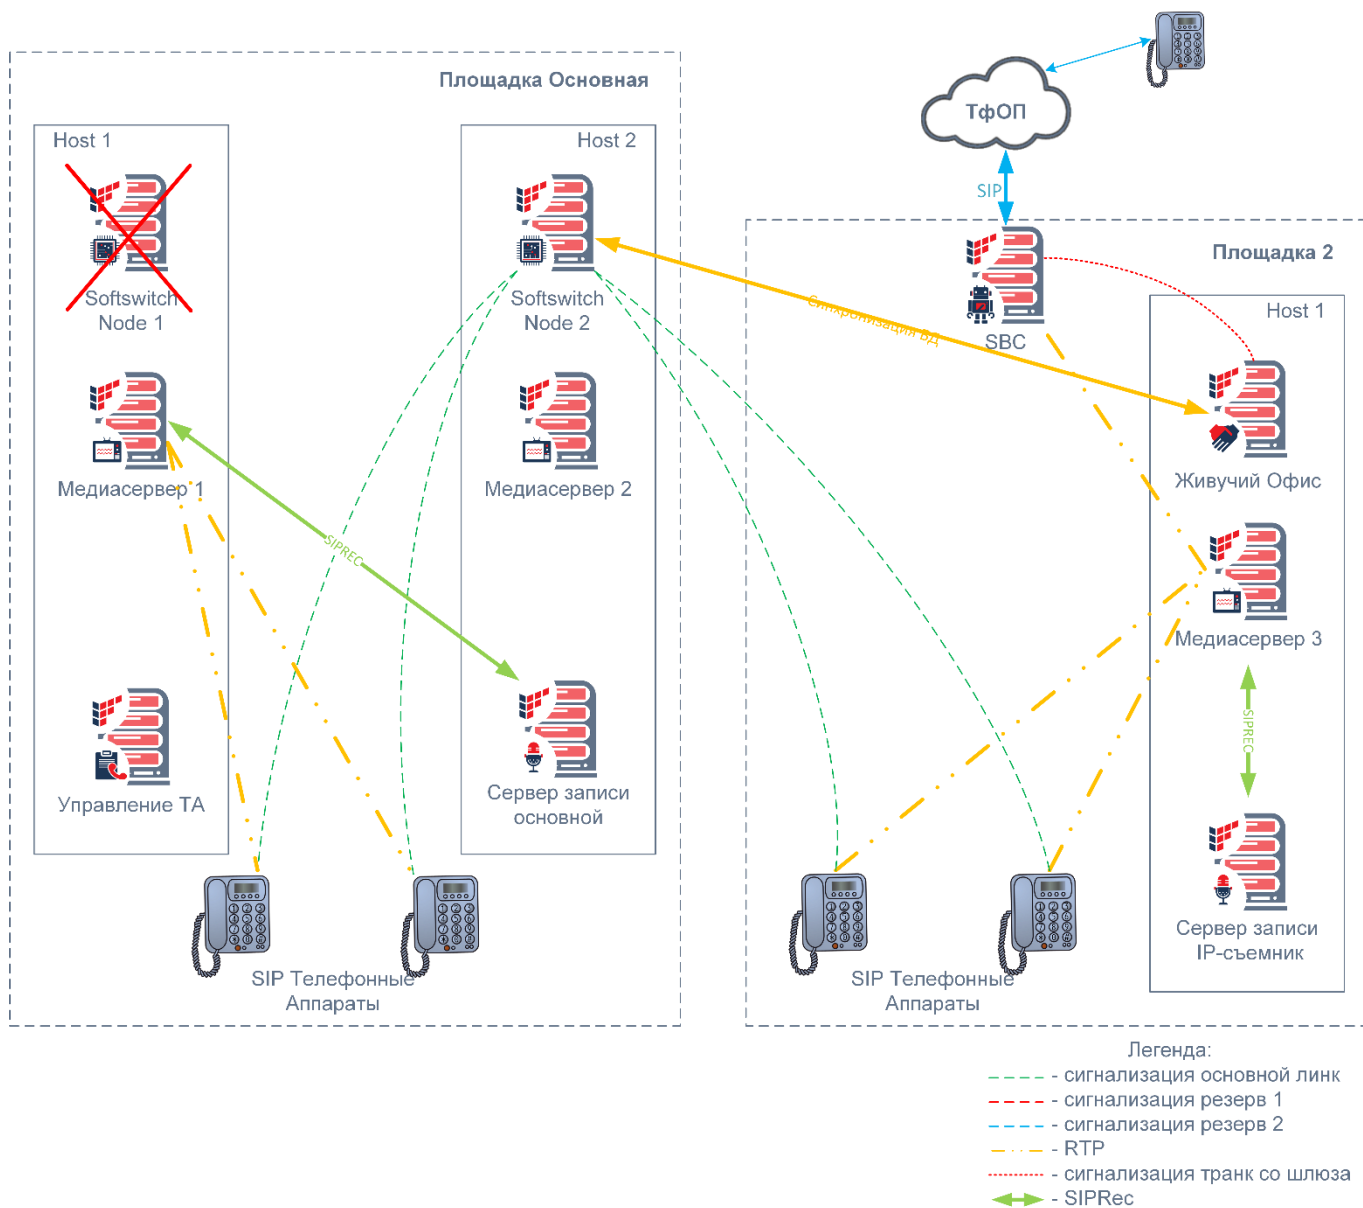 Площадка Основная
Host 1
Softswitch
Node 1
Медиасервер 1
Управление ТА
Host 2
Softswitch
Node 2
Медиасервер 2
SIPREC
Сервер записи
основной
SIP Телефонные
Аппараты
ТфОП
SIP
Площадка 2
SBC
Синхронизация БД
Host 1
Живучий Офис
Медиасервер 3
SIPREC
Сервер записи
IP-съемник
SIP Телефонные
Аппараты
Легенда:
- сигнализация основной линк
- сигнализация резерв 1
- сигнализация резерв 2
- RTP
- сигнализация транк со шлюза
- SIPRec